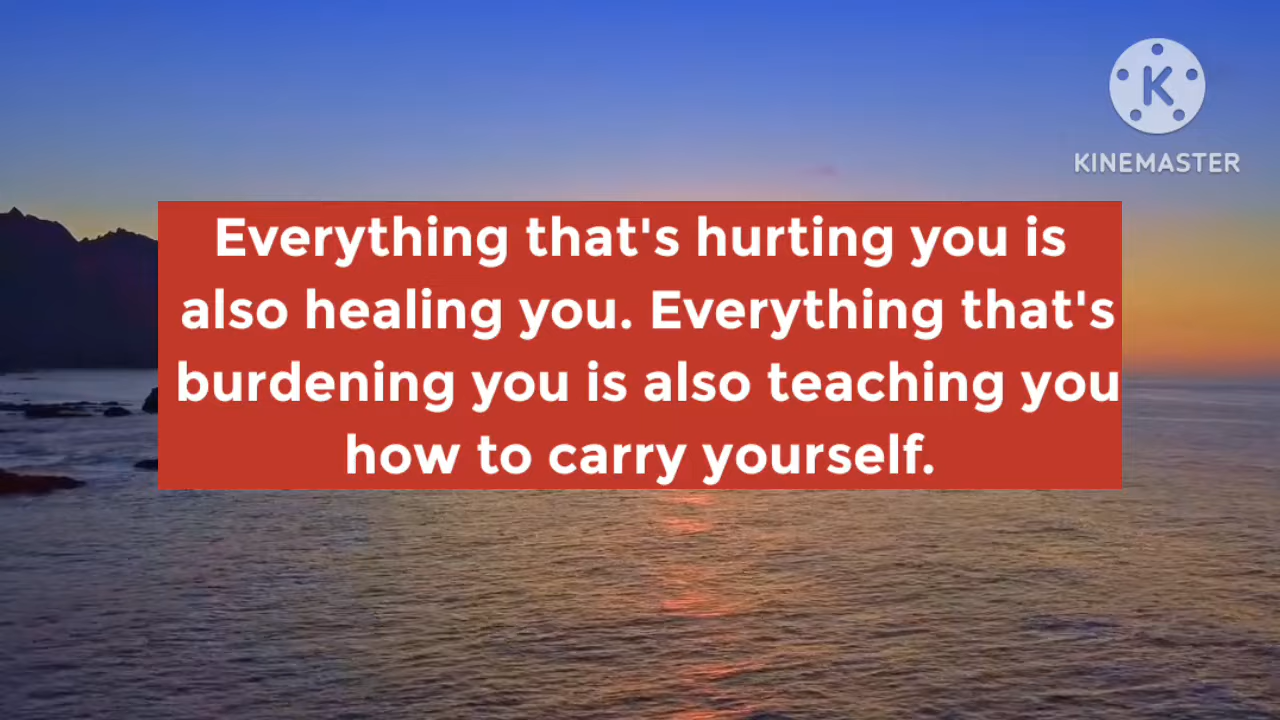 K
KINEMASTER
Everything that's hurting you is
also healing you. Everything that's
burdening you is also teaching you
how to carry yourself.